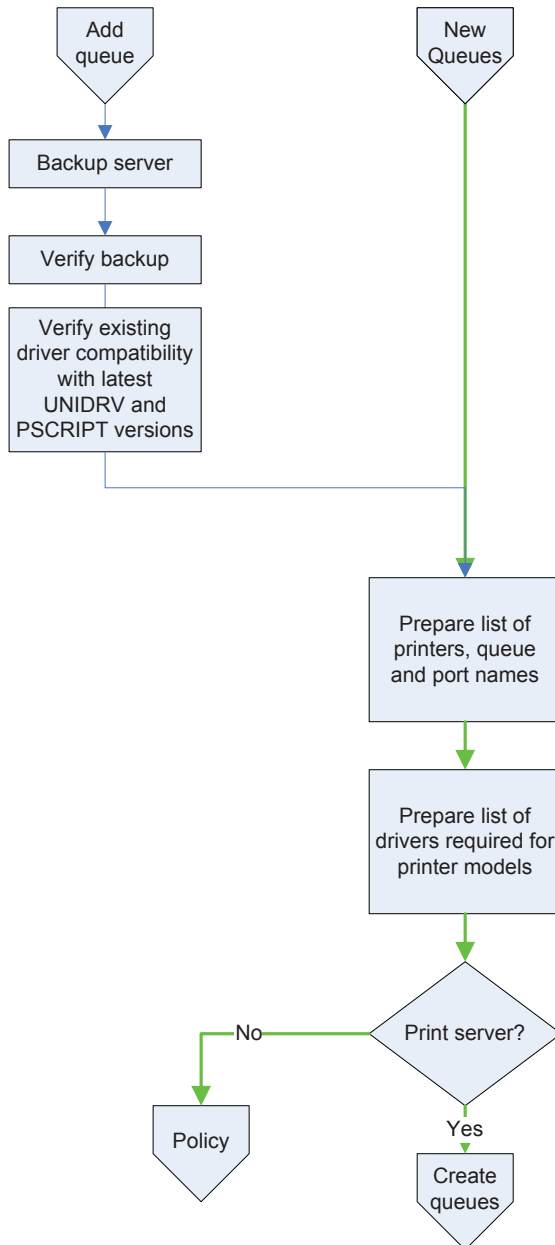 Add
queue
New
Queues
Backup server
Verify backup
Verify existing
driver compatibility
with latest
UNIDRV and
PSCRIPT versions
Prepare list of
printers, queue
and port names
Prepare list of
drivers required for
printer models
Print server?
No
Policy
Yes
Create
queues